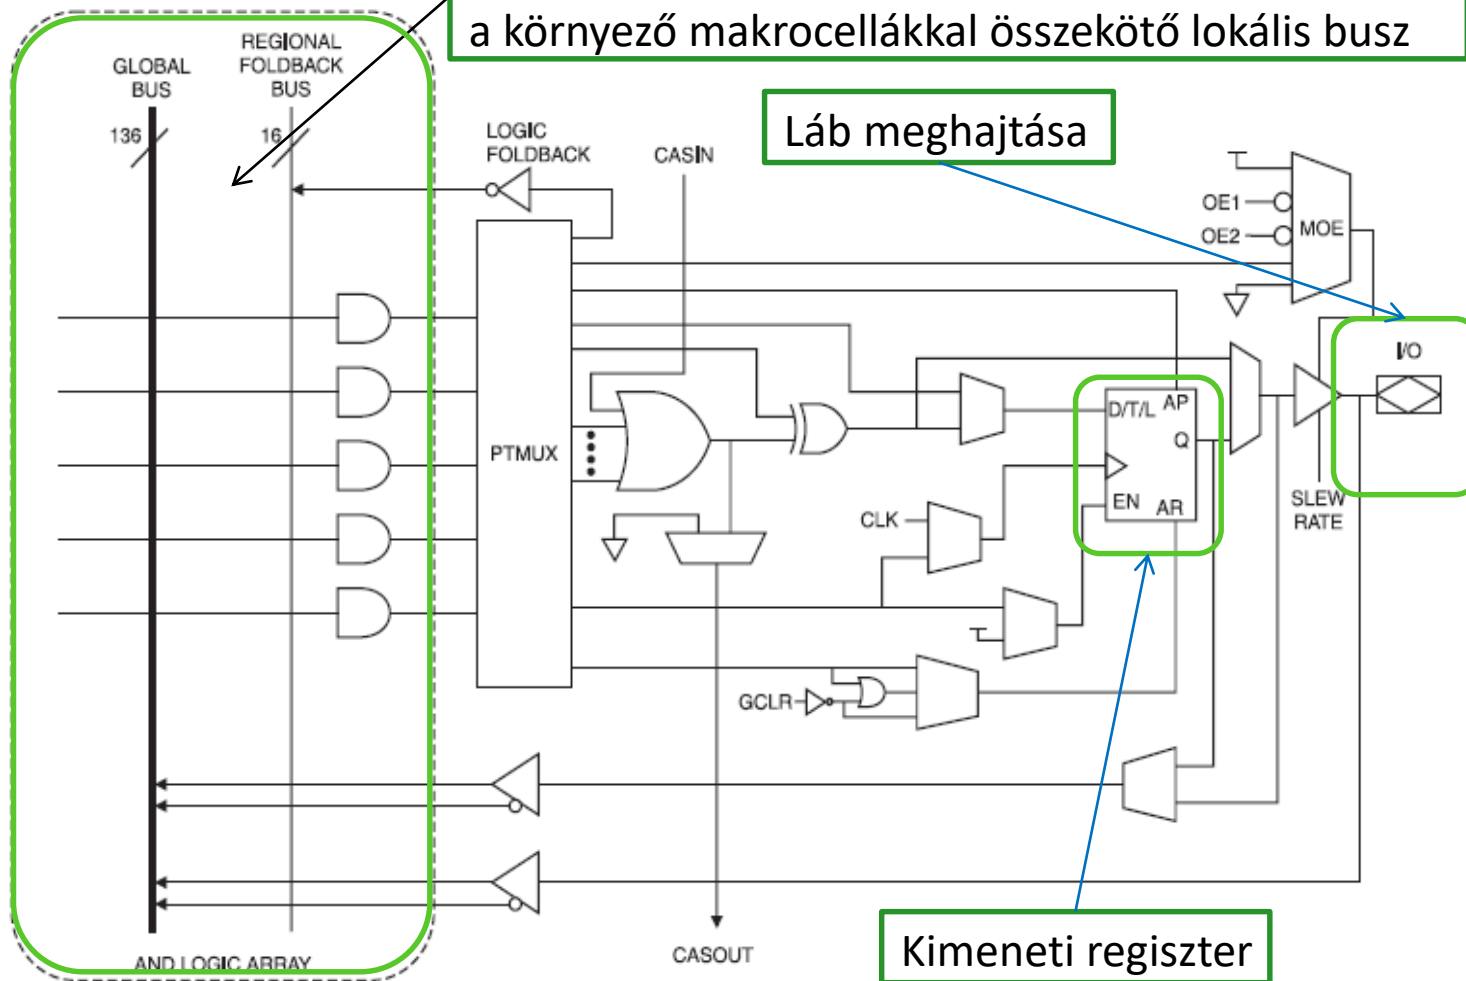 a környező makrocellákkal összekötő lokális busz
REGIONAL
FOLDBACK
BUS
GLOBAL
BUS
136
16
LOGIC
FOLDBACK
CASIN
Láb meghajtása
OE1
OE2
MOE
I/O
D/T/L
AP
Q
EN
AR
PTMUX
CLK
SLEW
RATE
GCLR
AND LOGIC ARRAY
CASOUT
Kimeneti regiszter